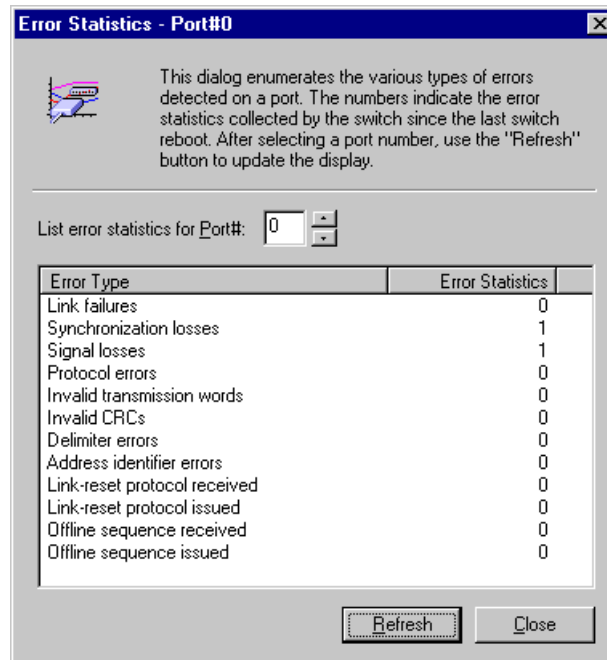 Error Statistics - Port#0
This dialog enumerates the various types of errors
detected on a port. The numbers indicate the error
statistics collected by the switch since the last switch
reboot. After selecting a port number, use the "Refresh"
button to update the display.
List error statistics for Port#: 0
Error Type Error Statistics
Link failures 0
Synchronization losses 1
Signal losses 1
Protocol errors 0
Invalid transmission words 0
Invalid CRCs 0
Delimiter errors 0
Address identifier errors 0
Link-reset protocol received 0
Link-reset protocol issued 0
Offline sequence received 0
Offline sequence issued 0
Refresh Close